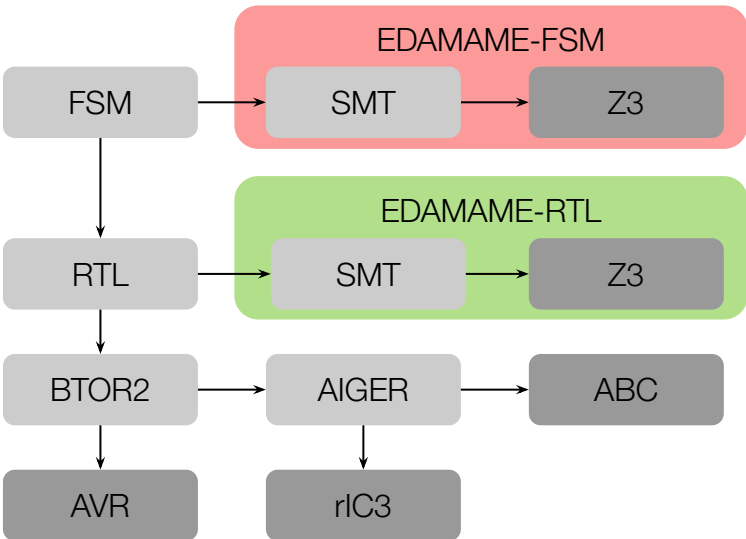 EDAMAME-FSM
FSM
SMT
Z3
EDAMAME-RTL
RTL
SMT
Z3
BTOR2
AIGER
ABC
AVR
rIC3